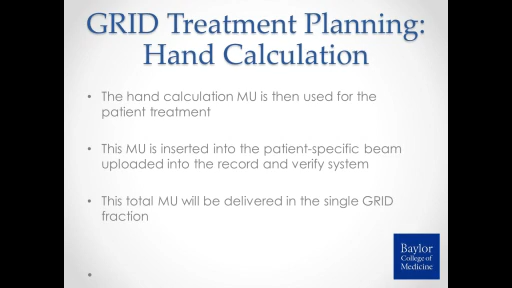 GRID Treatment Planning:
Hand Calculation
• The hand calculation MU is then used for the
patient treatment
• This MU is inserted into the patient-specific beam
uploaded into the record and verify system
• This total MU will be delivered in the single GRID
fraction
Baylor
College of
Medicine
•